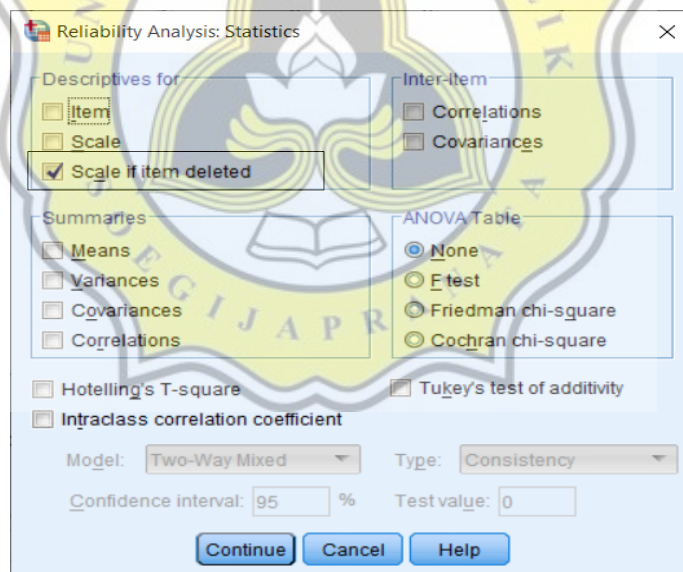 Reliability Analysis: Statistics
Descriptives for
Item
Scale
Scale if item deleted
Inter-item
Correlations
Covariances
Summaries
Means
Variances
Covariances
Correlations
ANOVA Table
None
F test
Friedman chi-square
Cochran chi-square
Hotelling's T-square
Tukey's test of additivity
Intraclass correlation coefficient
Model: Two-Way Mixed Type: Consistency
Confidence interval: 95 % Test value: 0
Continue Cancel Help
SOEGIJAPRANATA